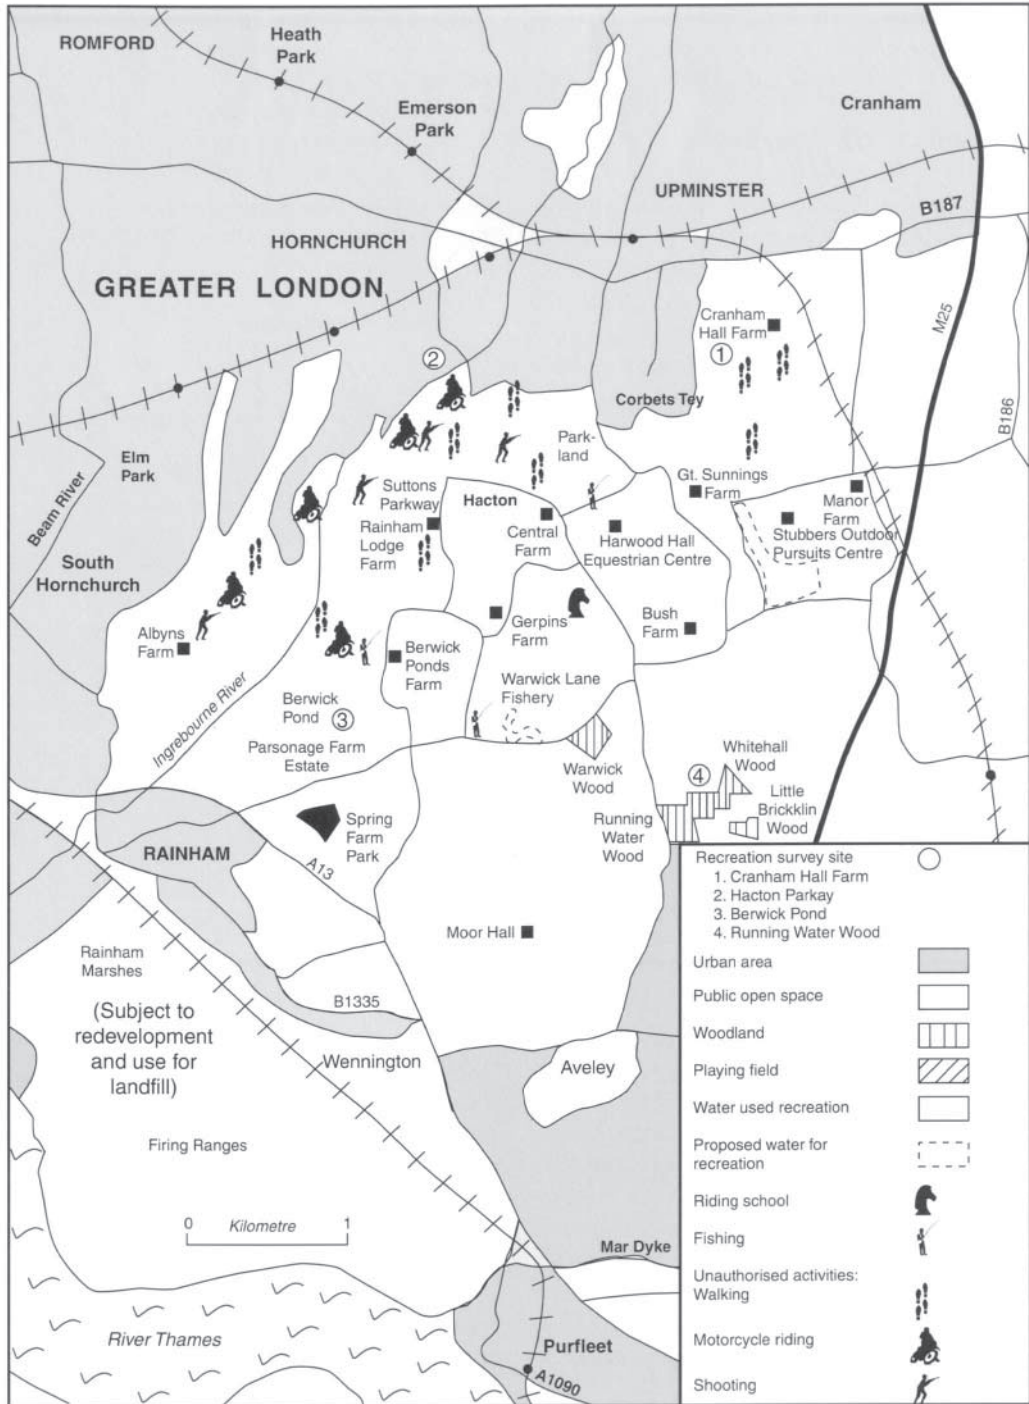 ROMFORD
Heath
Park
Emerson
Park
Cranham
UPMINSTER
B187
HORNCHURCH
GREATER LONDON
M25
Cranham
Hall Farm
1
2
B186
Corbets Tey
Elm
Park
Beam River
Park-
land
Suttons
Parkway
Hacton
Gt. Sunnings
Farm
Manor
Farm
Rainham
Lodge
Farm
Central
Farm
Harwood Hall
Equestrian Centre
Stubbers Outdoor
Pursuits Centre
South
Hornchurch
Albyns
Farm
Gerpins
Farm
Bush
Farm
Berwick
Ponds
Farm
Ingrebourne River
Berwick
Pond
3
Parsonage Farm
Estate
Warwick Lane
Fishery
Warwick
Wood
4
Whitehall
Wood
Little
Brickklin
Wood
Running
Water
Wood
Spring
Farm
Park
RAINHAM
A13
Moor Hall
Rainham
Marshes
(Subject to
redevelopment
and use for
landfill)
B1335
Wennington
Aveley
Firing Ranges
0 Kilometre 1
Mar Dyke
River Thames
Purfleet
A1090
Recreation survey site
1. Cranham Hall Farm
2. Hacton Parkay
3. Berwick Pond
4. Running Water Wood
Urban area
Public open space
Woodland
Playing field
Water used recreation
Proposed water for
recreation
Riding school
Fishing
Unauthorised activities:
Walking
Motorcycle riding
Shooting